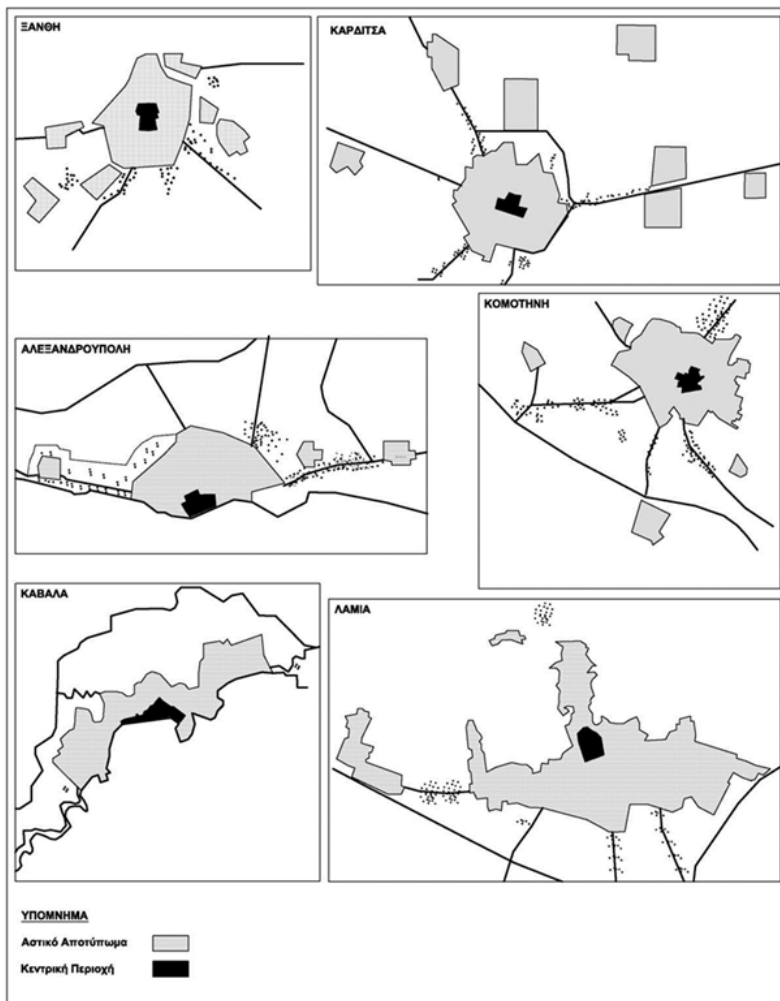 ΞΑΝΘΗ
ΚΑΡΔΙΤΣΑ
ΑΛΕΞΑΝΔΡΟΥΠΟΛΗ
ΚΟΜΟΤΗΝΗ
ΚΑΒΑΛΑ
ΛΑΜΙΑ
ΥΠΟΜΝΗΜΑ
Αστικό Αποτύπωμα
Κεντρική Περιοχή